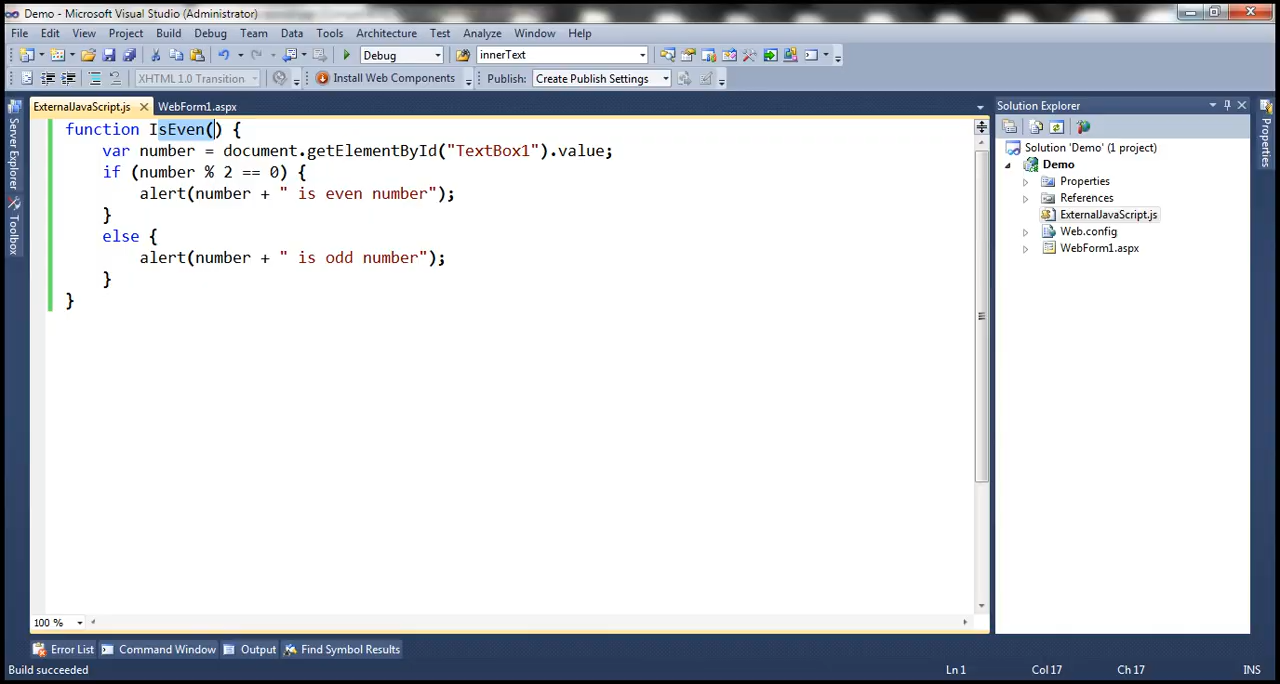 Demo - Microsoft Visual Studio (Administrator)
File Edit View Project Build Debug Team Data Tools Architecture Test Analyze Window Help
Debug innerText
XHTML 1.0 Transition Install Web Components Publish: Create Publish Settings
ExternalJavaScript.js WebForm1.aspx
Server Explorer
Toolbox
function IsEven() {
var number = document.getElementById("TextBox1").value;
if (number % 2 == 0) {
alert(number + " is even number");
}
else {
alert(number + " is odd number");
}
}
Solution Explorer
Solution 'Demo' (1 project)
Demo
Properties
References
ExternalJavaScript.js
Web.config
WebForm1.aspx
Properties
100 %
Error List Command Window Output Find Symbol Results
Build succeeded Ln 1 Col 17 Ch 17 INS